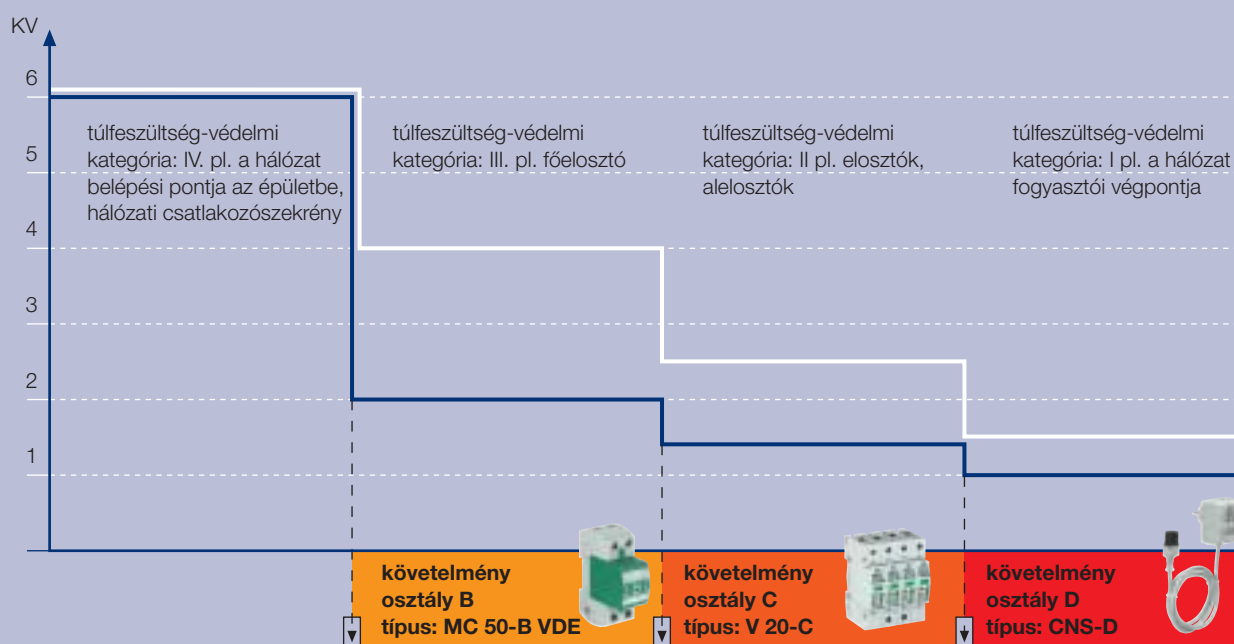 KV
6
5
4
3
2
1
túlfeszültség-védelmi
kategória: IV. pl. a hálózat
belépési pontja az épületbe,
hálózati csatlakozószekrény
túlfeszültség-védelmi
kategória: III. pl. főelosztó
túlfeszültség-védelmi
kategória: II pl. elosztók,
alelosztók
túlfeszültség-védelmi
kategória: I pl. a hálózat
fogyasztói végpontja
követelmény
osztály B
típus: MC 50-B VDE
követelmény
osztály C
típus: V 20-C
követelmény
osztály D
típus: CNS-D